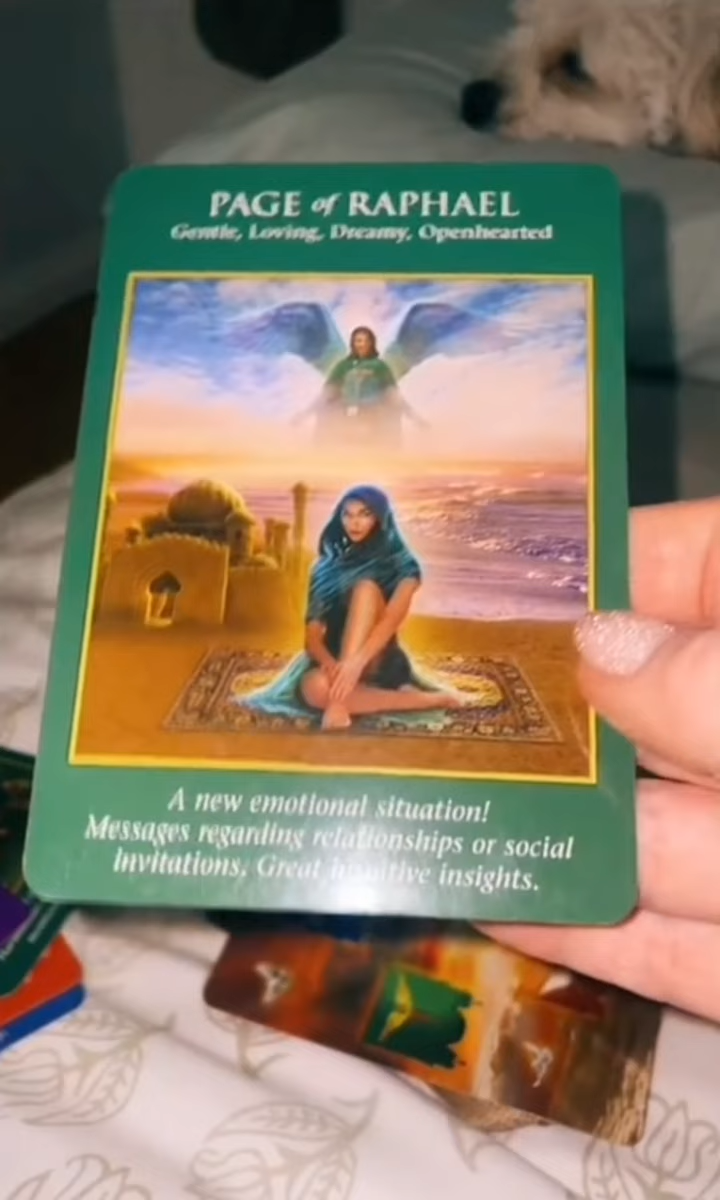 PAGE of RAPHAEL
Gentle, Loving, Dreamy, Openhearted
A new emotional situation!
Messages regarding relationships or social
invitations. Great intuitive insights.